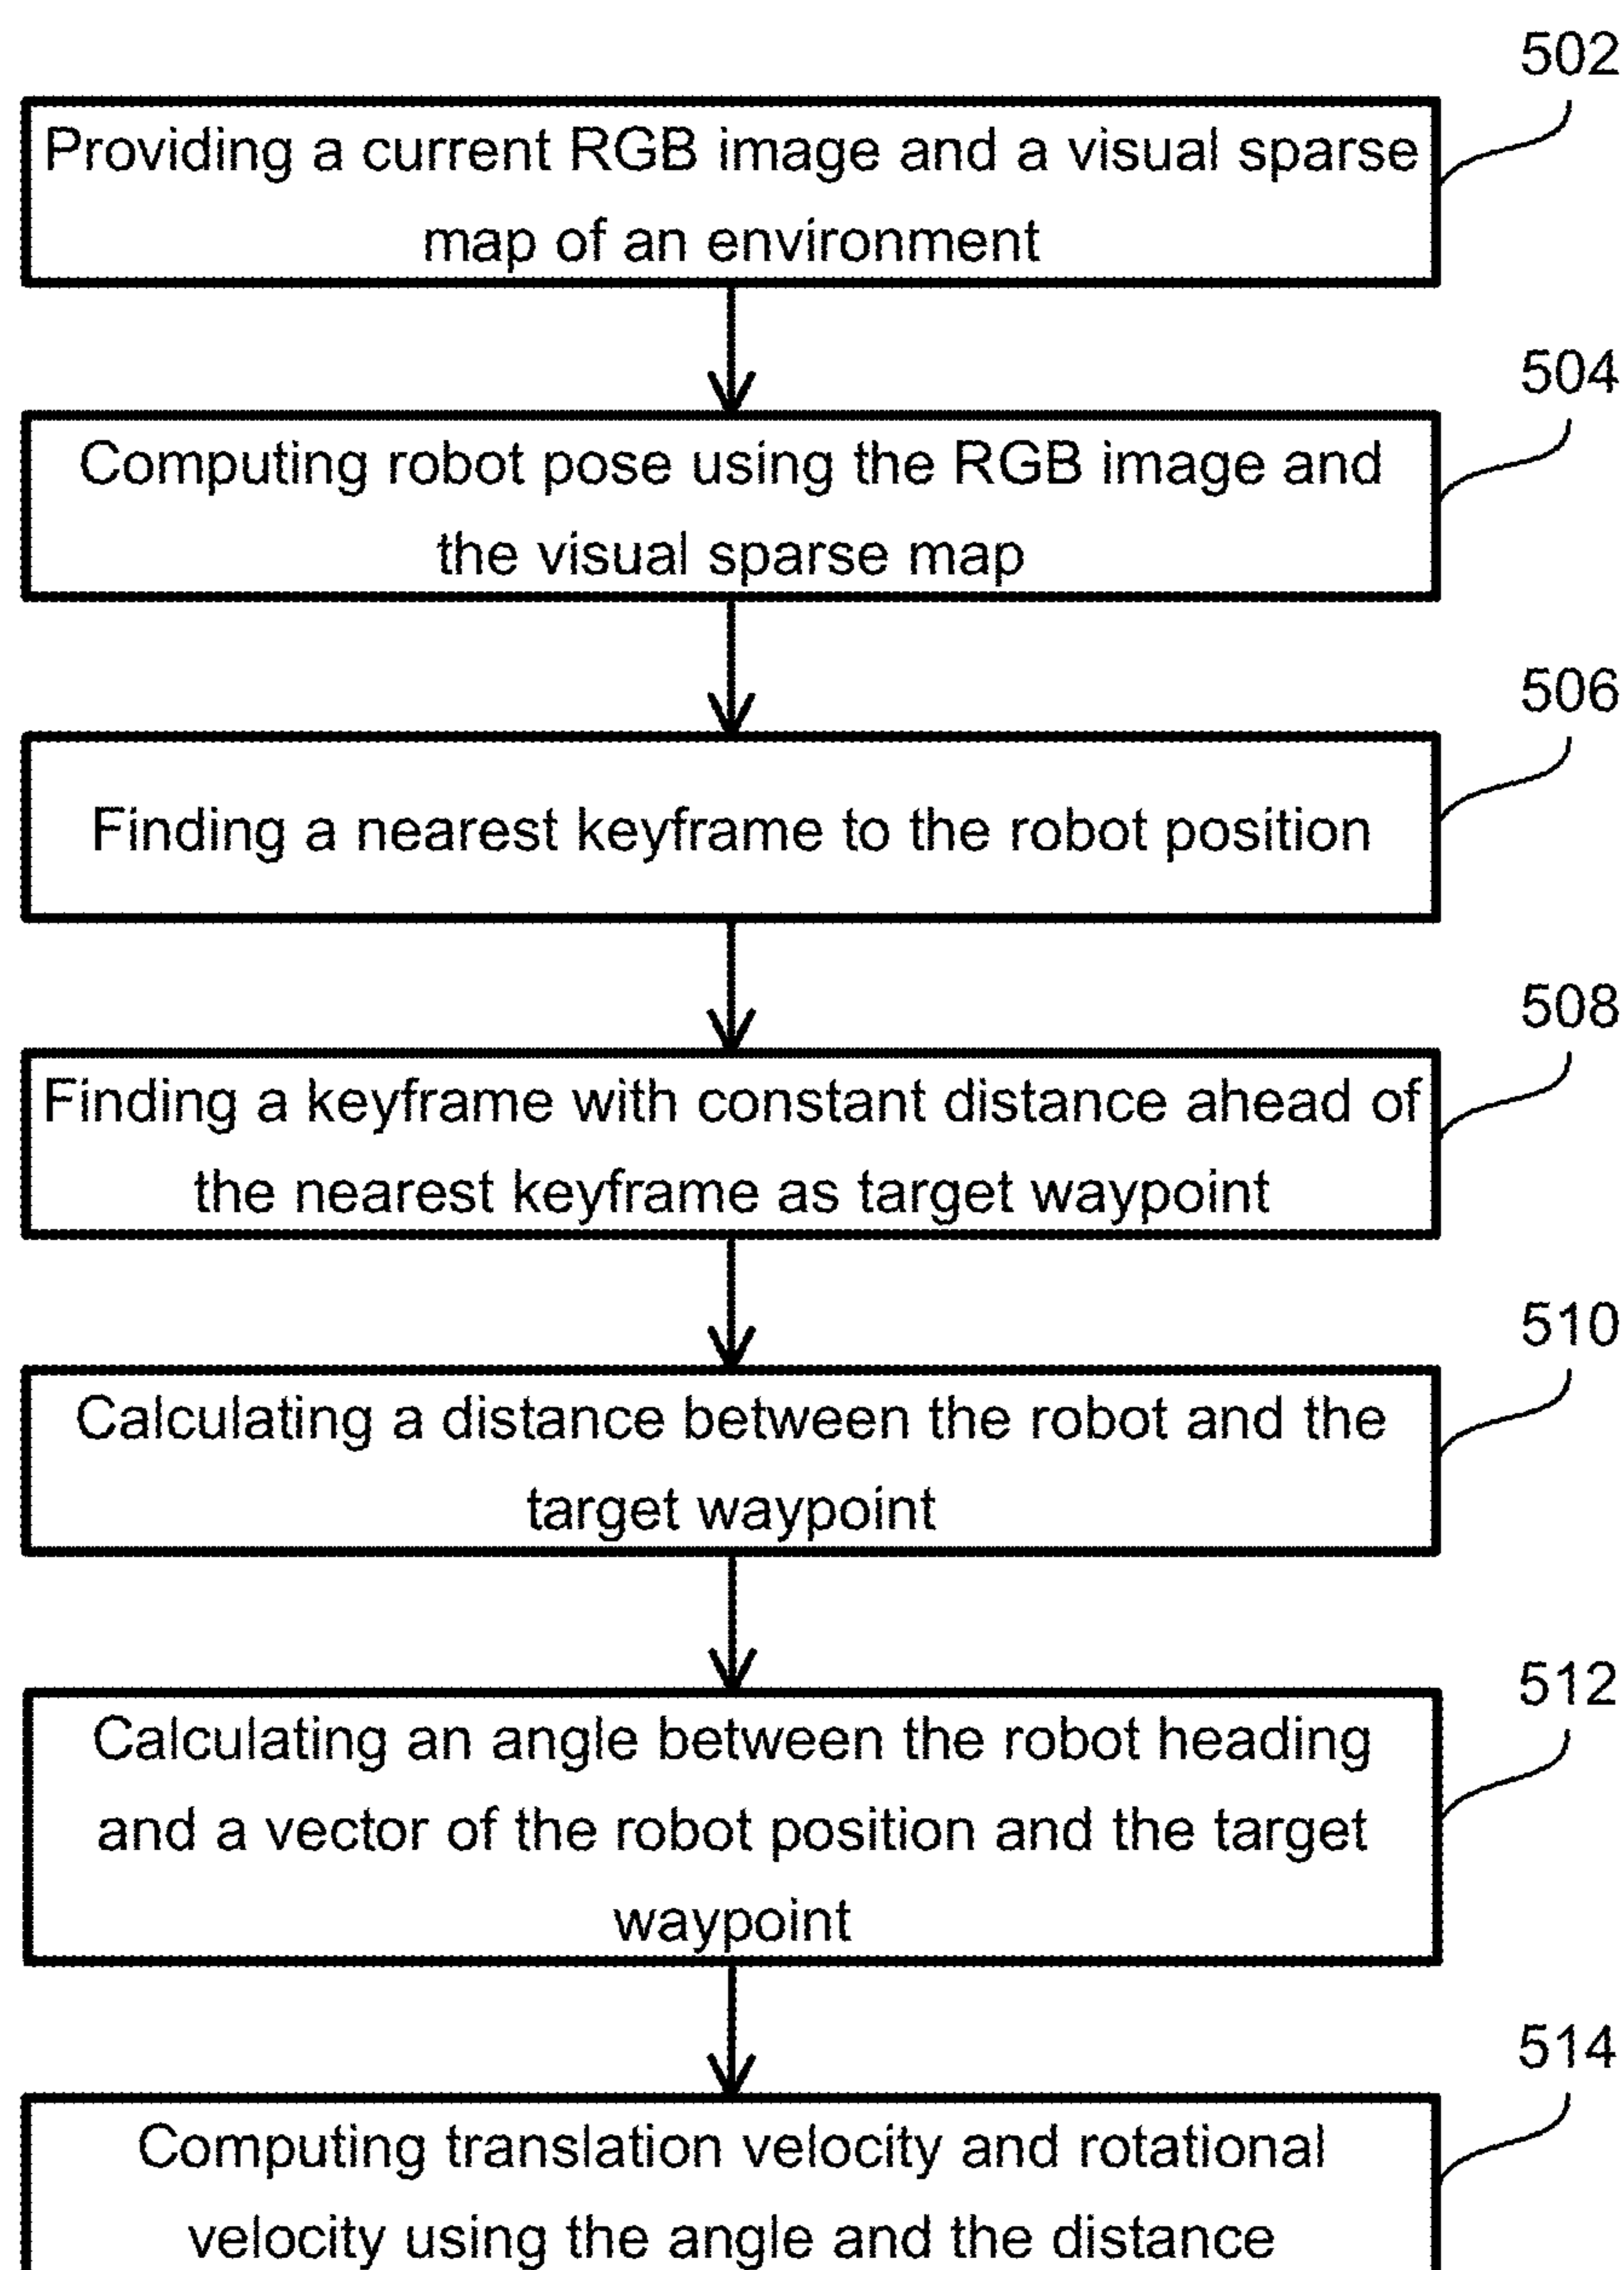 502
Providing a current RGB image and a visual sparse
map of an environment
504
Computing robot pose using the RGB image and
the visual sparse map
506
Finding a nearest keyframe to the robot position
508
Finding a keyframe with constant distance ahead of
the nearest keyframe as target waypoint
510
Calculating a distance between the robot and the
target waypoint
512
Calculating an angle between the robot heading
and a vector of the robot position and the target
waypoint
514
Computing translation velocity and rotational
velocity using the angle and the distance